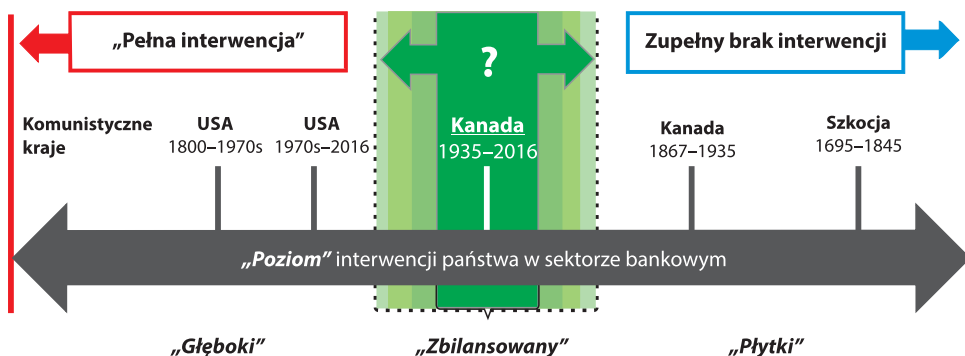 „Pełna interwencja”
?
Zupełny brak interwencji
Komunistyczne
kraje
USA
1800–1970s
USA
1970s–2016
Kanada
1935–2016
Kanada
1867–1935
Szkocja
1695–1845
„Poziom” interwencji państwa w sektorze bankowym
„Głęboki”
„Zbilansowany”
„Płytki”